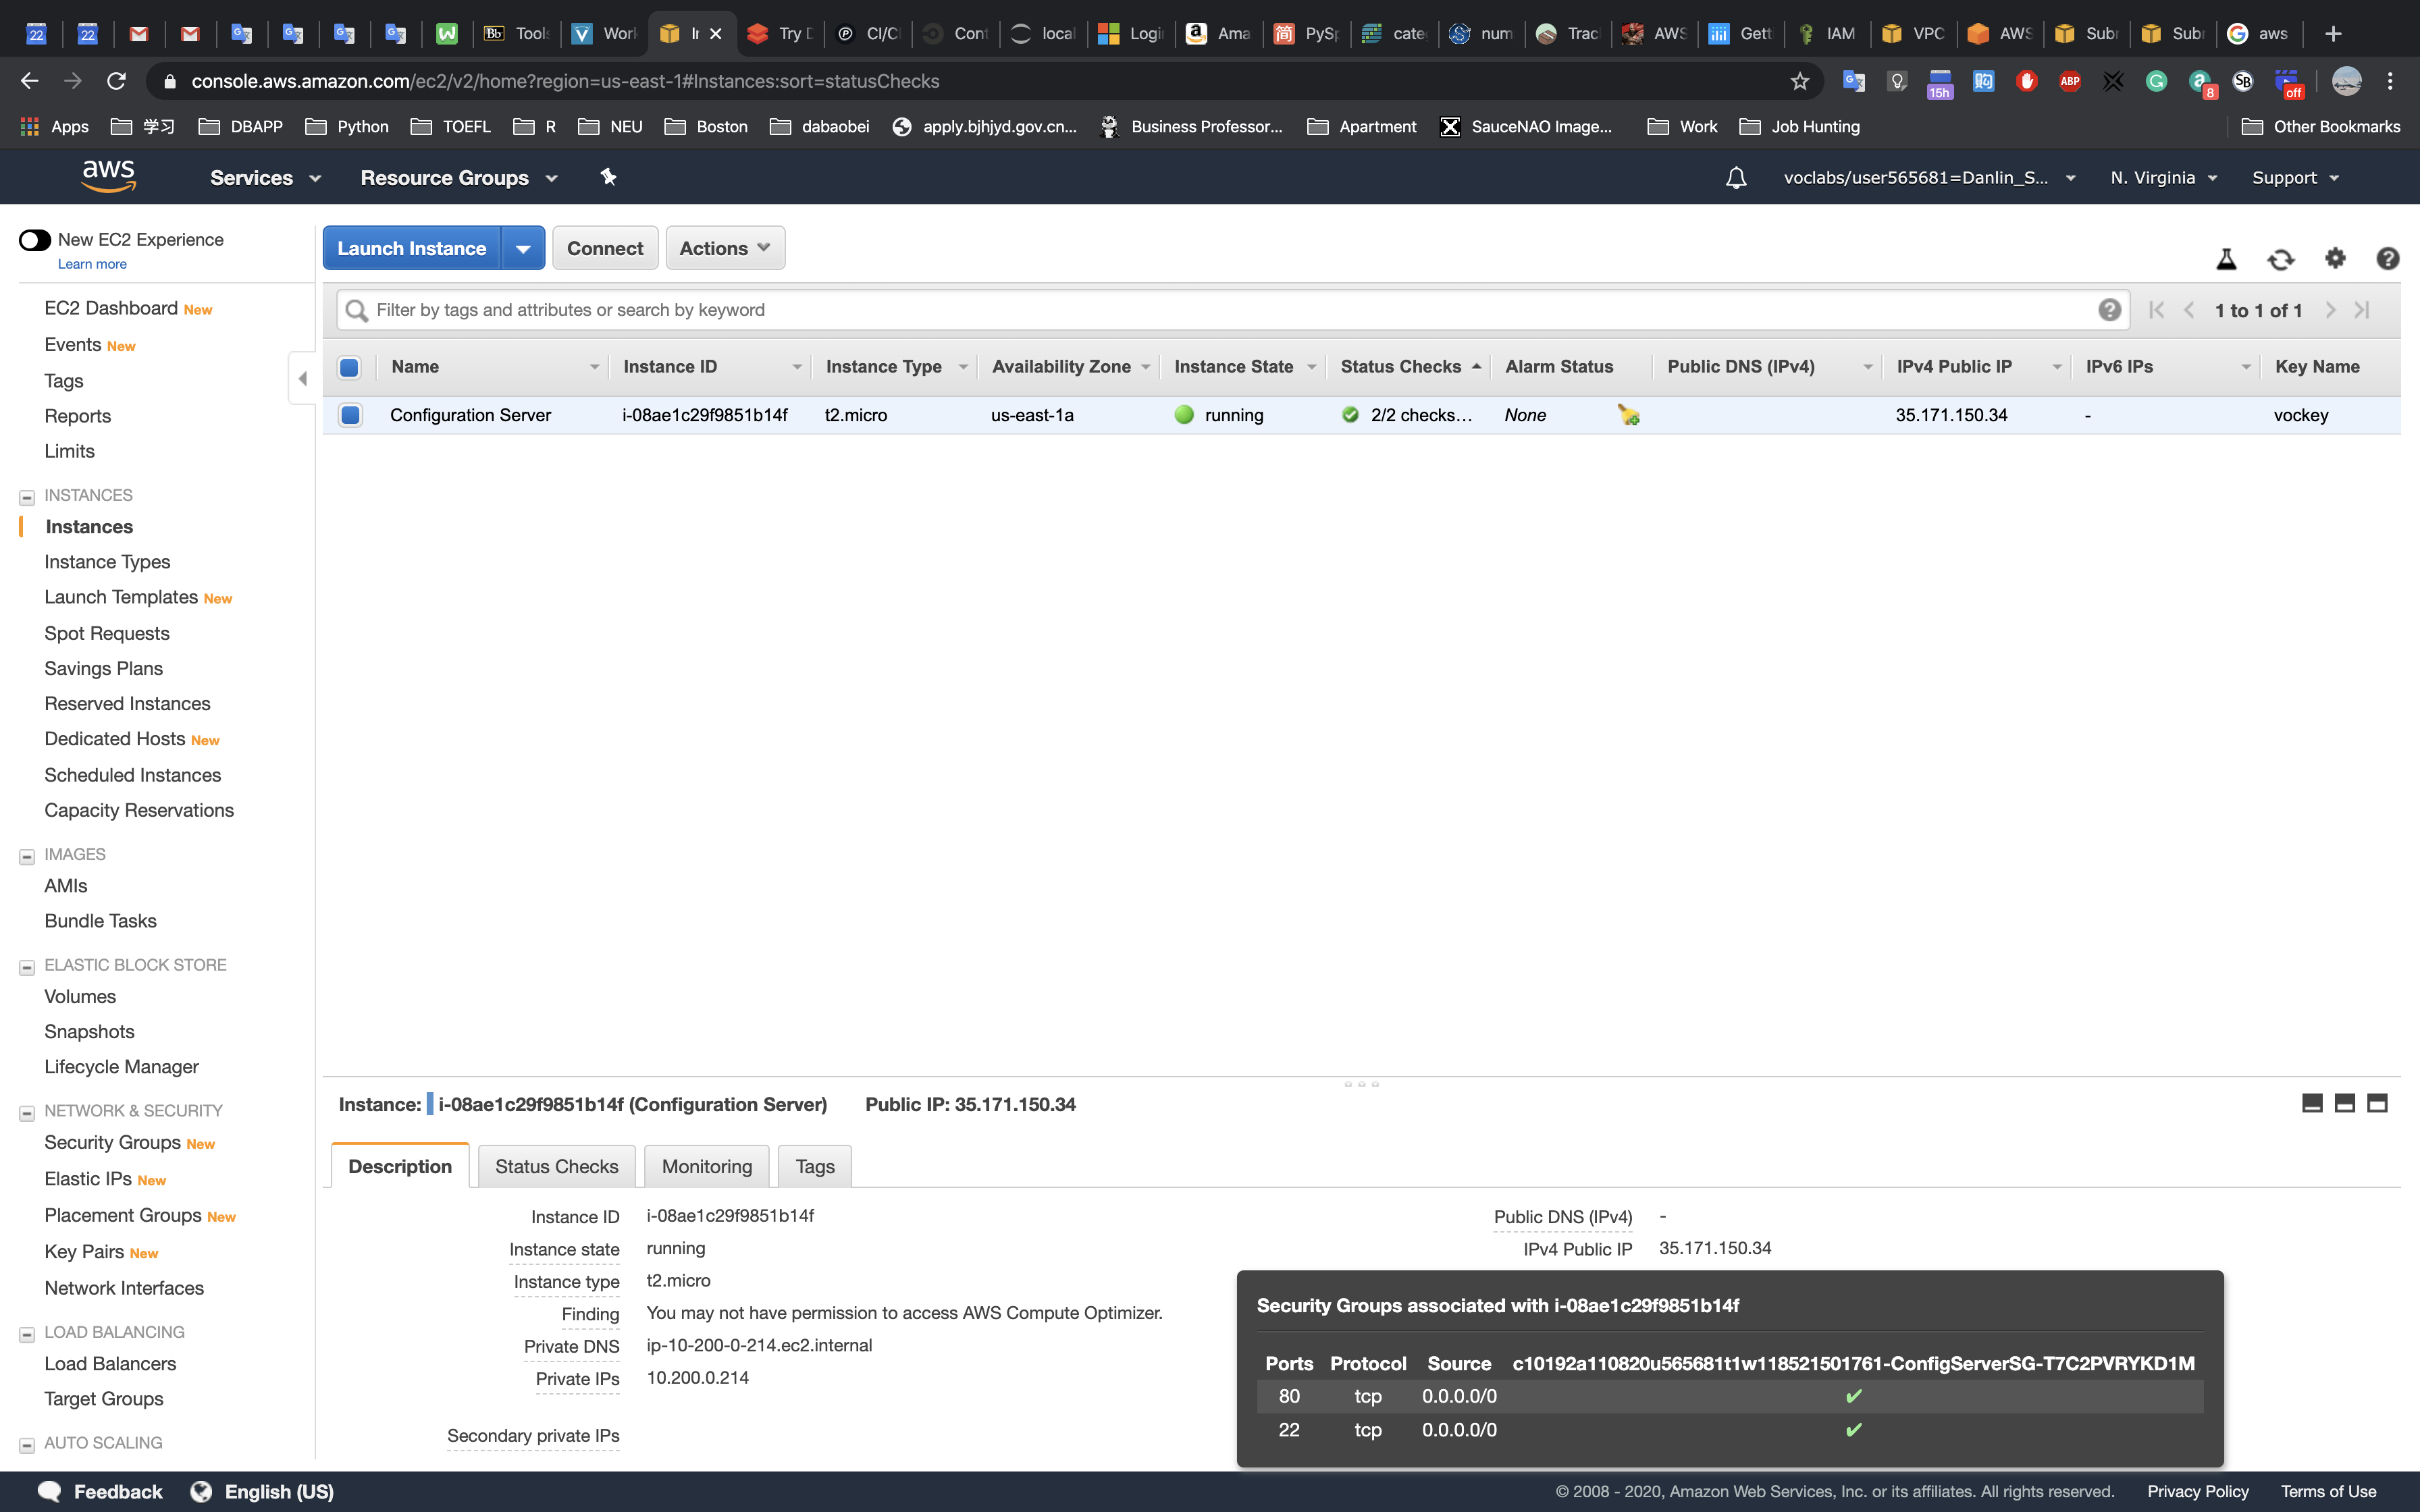 22
22
Bb Tools
V Work
In
Try D
CI/CI
Cont
local
Login
a Ama
简 PySp
cate
num
Trac
AWS
Gett
IAM
VPC
AWS
Subn
Subn
aws
console.aws.amazon.com/ec2/v2/home?region=us-east-1#Instances:sort=statusChecks
15h
ABP
8
SB
off
Apps
学习
DBAPP
Python
TOEFL
R
NEU
Boston
dabaobei
apply.bjhjyd.gov.cn...
Business Professor...
Apartment
SauceNAO Image...
Work
Job Hunting
Other Bookmarks
aws
Services
Resource Groups
voclabs/user565681=Danlin_S...
N. Virginia
Support
New EC2 Experience
Learn more
EC2 Dashboard New
Events New
Tags
Reports
Limits
INSTANCES
Instances
Instance Types
Launch Templates New
Spot Requests
Savings Plans
Reserved Instances
Dedicated Hosts New
Scheduled Instances
Capacity Reservations
IMAGES
AMIs
Bundle Tasks
ELASTIC BLOCK STORE
Volumes
Snapshots
Lifecycle Manager
NETWORK & SECURITY
Security Groups New
Elastic IPs New
Placement Groups New
Key Pairs New
Network Interfaces
LOAD BALANCING
Load Balancers
Target Groups
AUTO SCALING
Launch Instance
Connect
Actions
Filter by tags and attributes or search by keyword
1 to 1 of 1
Name Instance ID Instance Type Availability Zone Instance State Status Checks Alarm Status Public DNS (IPv4) IPv4 Public IP IPv6 IPs Key Name
Configuration Server i-08ae1c29f9851b14f t2.micro us-east-1a running 2/2 checks... None 35.171.150.34 - vockey
Instance: i-08ae1c29f9851b14f (Configuration Server) Public IP: 35.171.150.34
Description Status Checks Monitoring Tags
Instance ID i-08ae1c29f9851b14f
Instance state running
Instance type t2.micro
Finding You may not have permission to access AWS Compute Optimizer.
Private DNS ip-10-200-0-214.ec2.internal
Private IPs 10.200.0.214
Secondary private IPs
Public DNS (IPv4) -
IPv4 Public IP 35.171.150.34
Security Groups associated with i-08ae1c29f9851b14f
Ports Protocol Source c10192a110820u565681t1w118521501761-ConfigServerSG-T7C2PVRYKD1M
80 tcp 0.0.0.0/0 ✔
22 tcp 0.0.0.0/0 ✔
Feedback
English (US)
© 2008 - 2020, Amazon Web Services, Inc. or its affiliates. All rights reserved.
Privacy Policy
Terms of Use